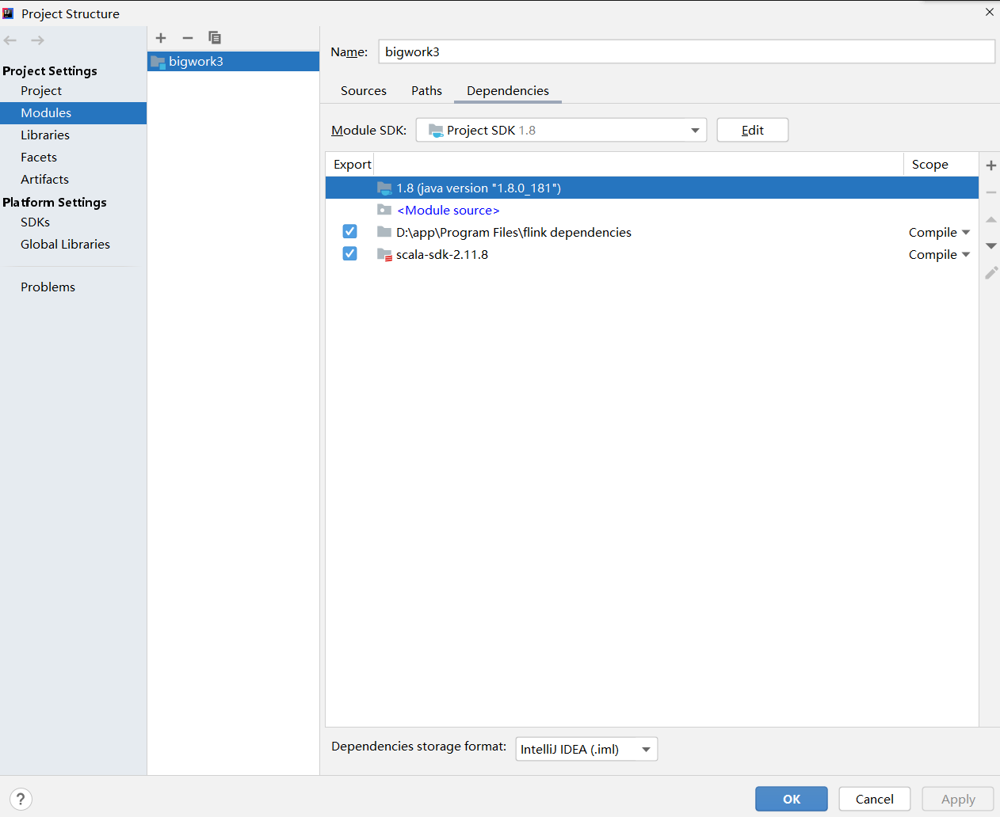 Project Structure
Project Settings
Project
Modules
Libraries
Facets
Artifacts
Platform Settings
SDKs
Global Libraries
Problems
bigwork3
Name: bigwork3
Sources Paths Dependencies
Module SDK: Project SDK 1.8 Edit
Export Scope
1.8 (java version "1.8.0_181")
<Module source>
D:\app\Program Files\flink dependencies Compile
scala-sdk-2.11.8 Compile
Dependencies storage format: IntelliJ IDEA (.iml)
? OK Cancel Apply